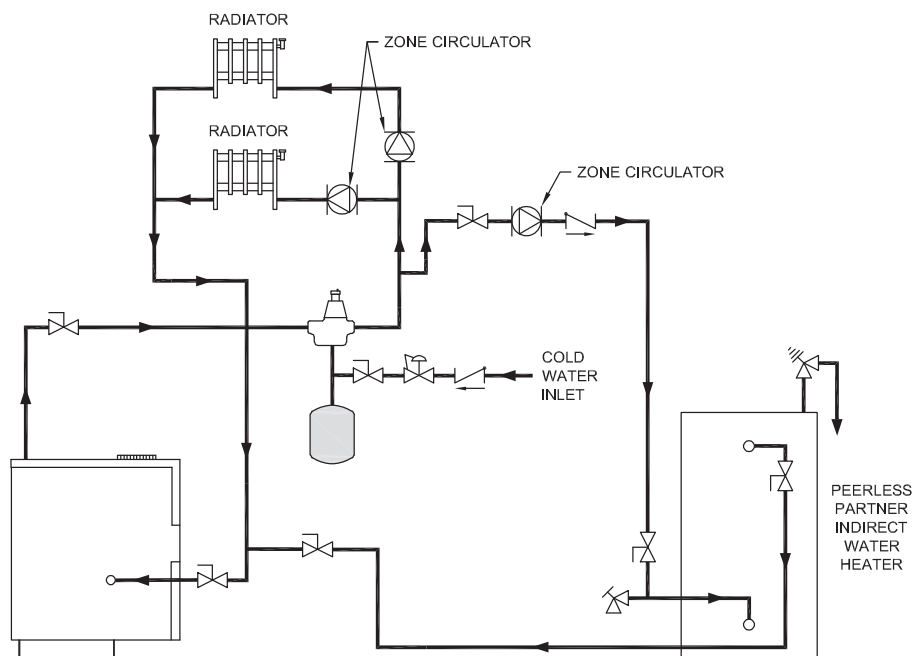 RADIATOR
ZONE CIRCULATOR
RADIATOR
ZONE CIRCULATOR
COLD
WATER
INLET
PEERLESS
PARTNER
INDIRECT
WATER
HEATER